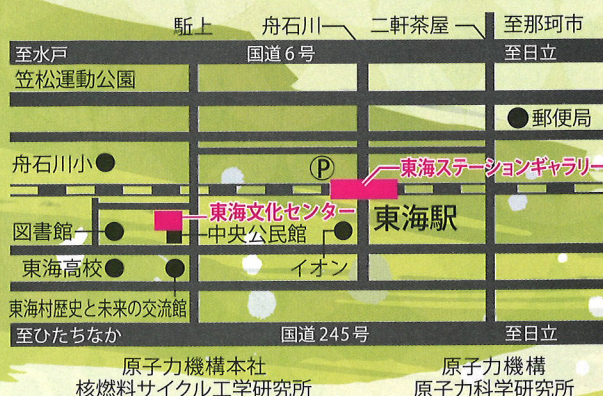 駈上
舟石川
二軒茶屋
至那珂市
至水戸
国道6号
至日立
笠松運動公園
郵便局
舟石川小
P
東海ステーションギャラリー
東海文化センター
東海駅
図書館
中央公民館
東海高校
イオン
東海村歴史と未来の交流館
至ひたちなか
国道245号
至日立
原子力機構本社
核燃料サイクル工学研究所
原子力機構
原子力科学研究所